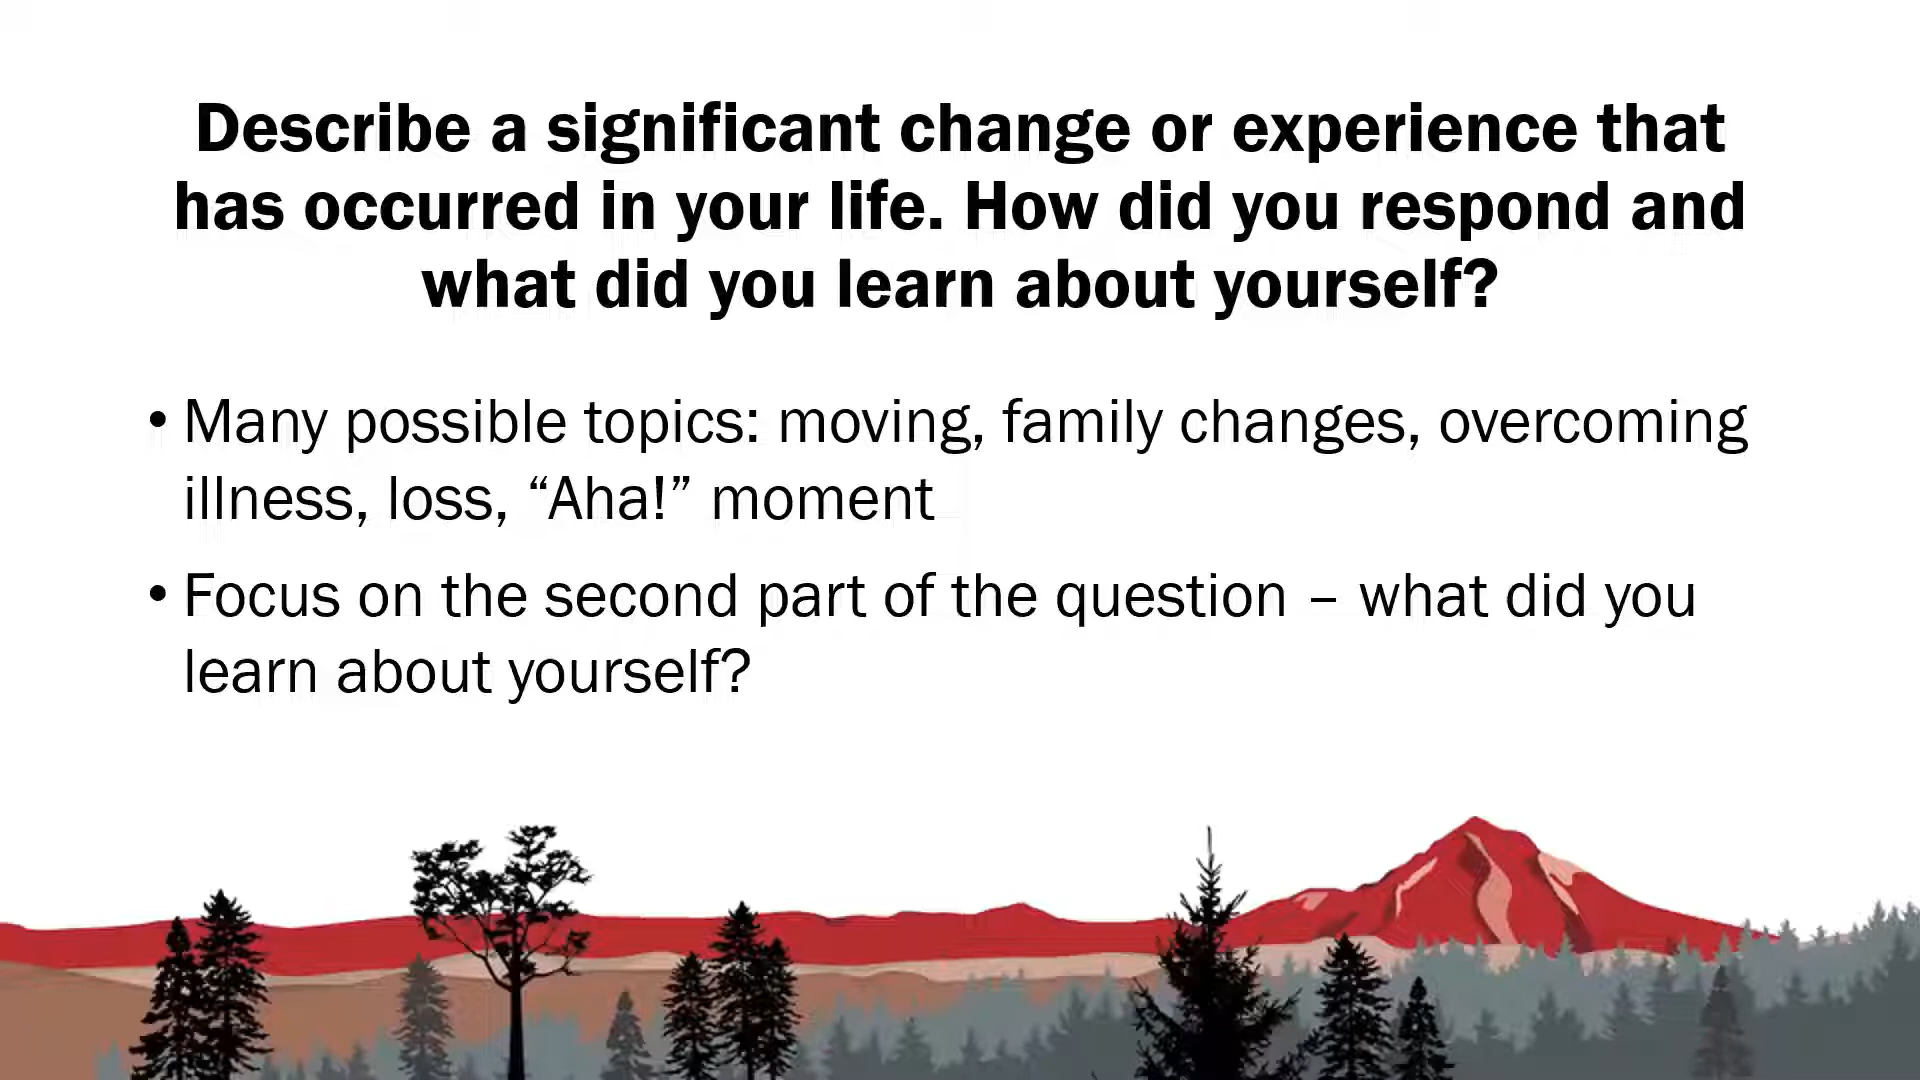 Describe a significant change or experience that
has occurred in your life. How did you respond and
what did you learn about yourself?
• Many possible topics: moving, family changes, overcoming
illness, loss, “Aha!” moment
• Focus on the second part of the question – what did you
learn about yourself?